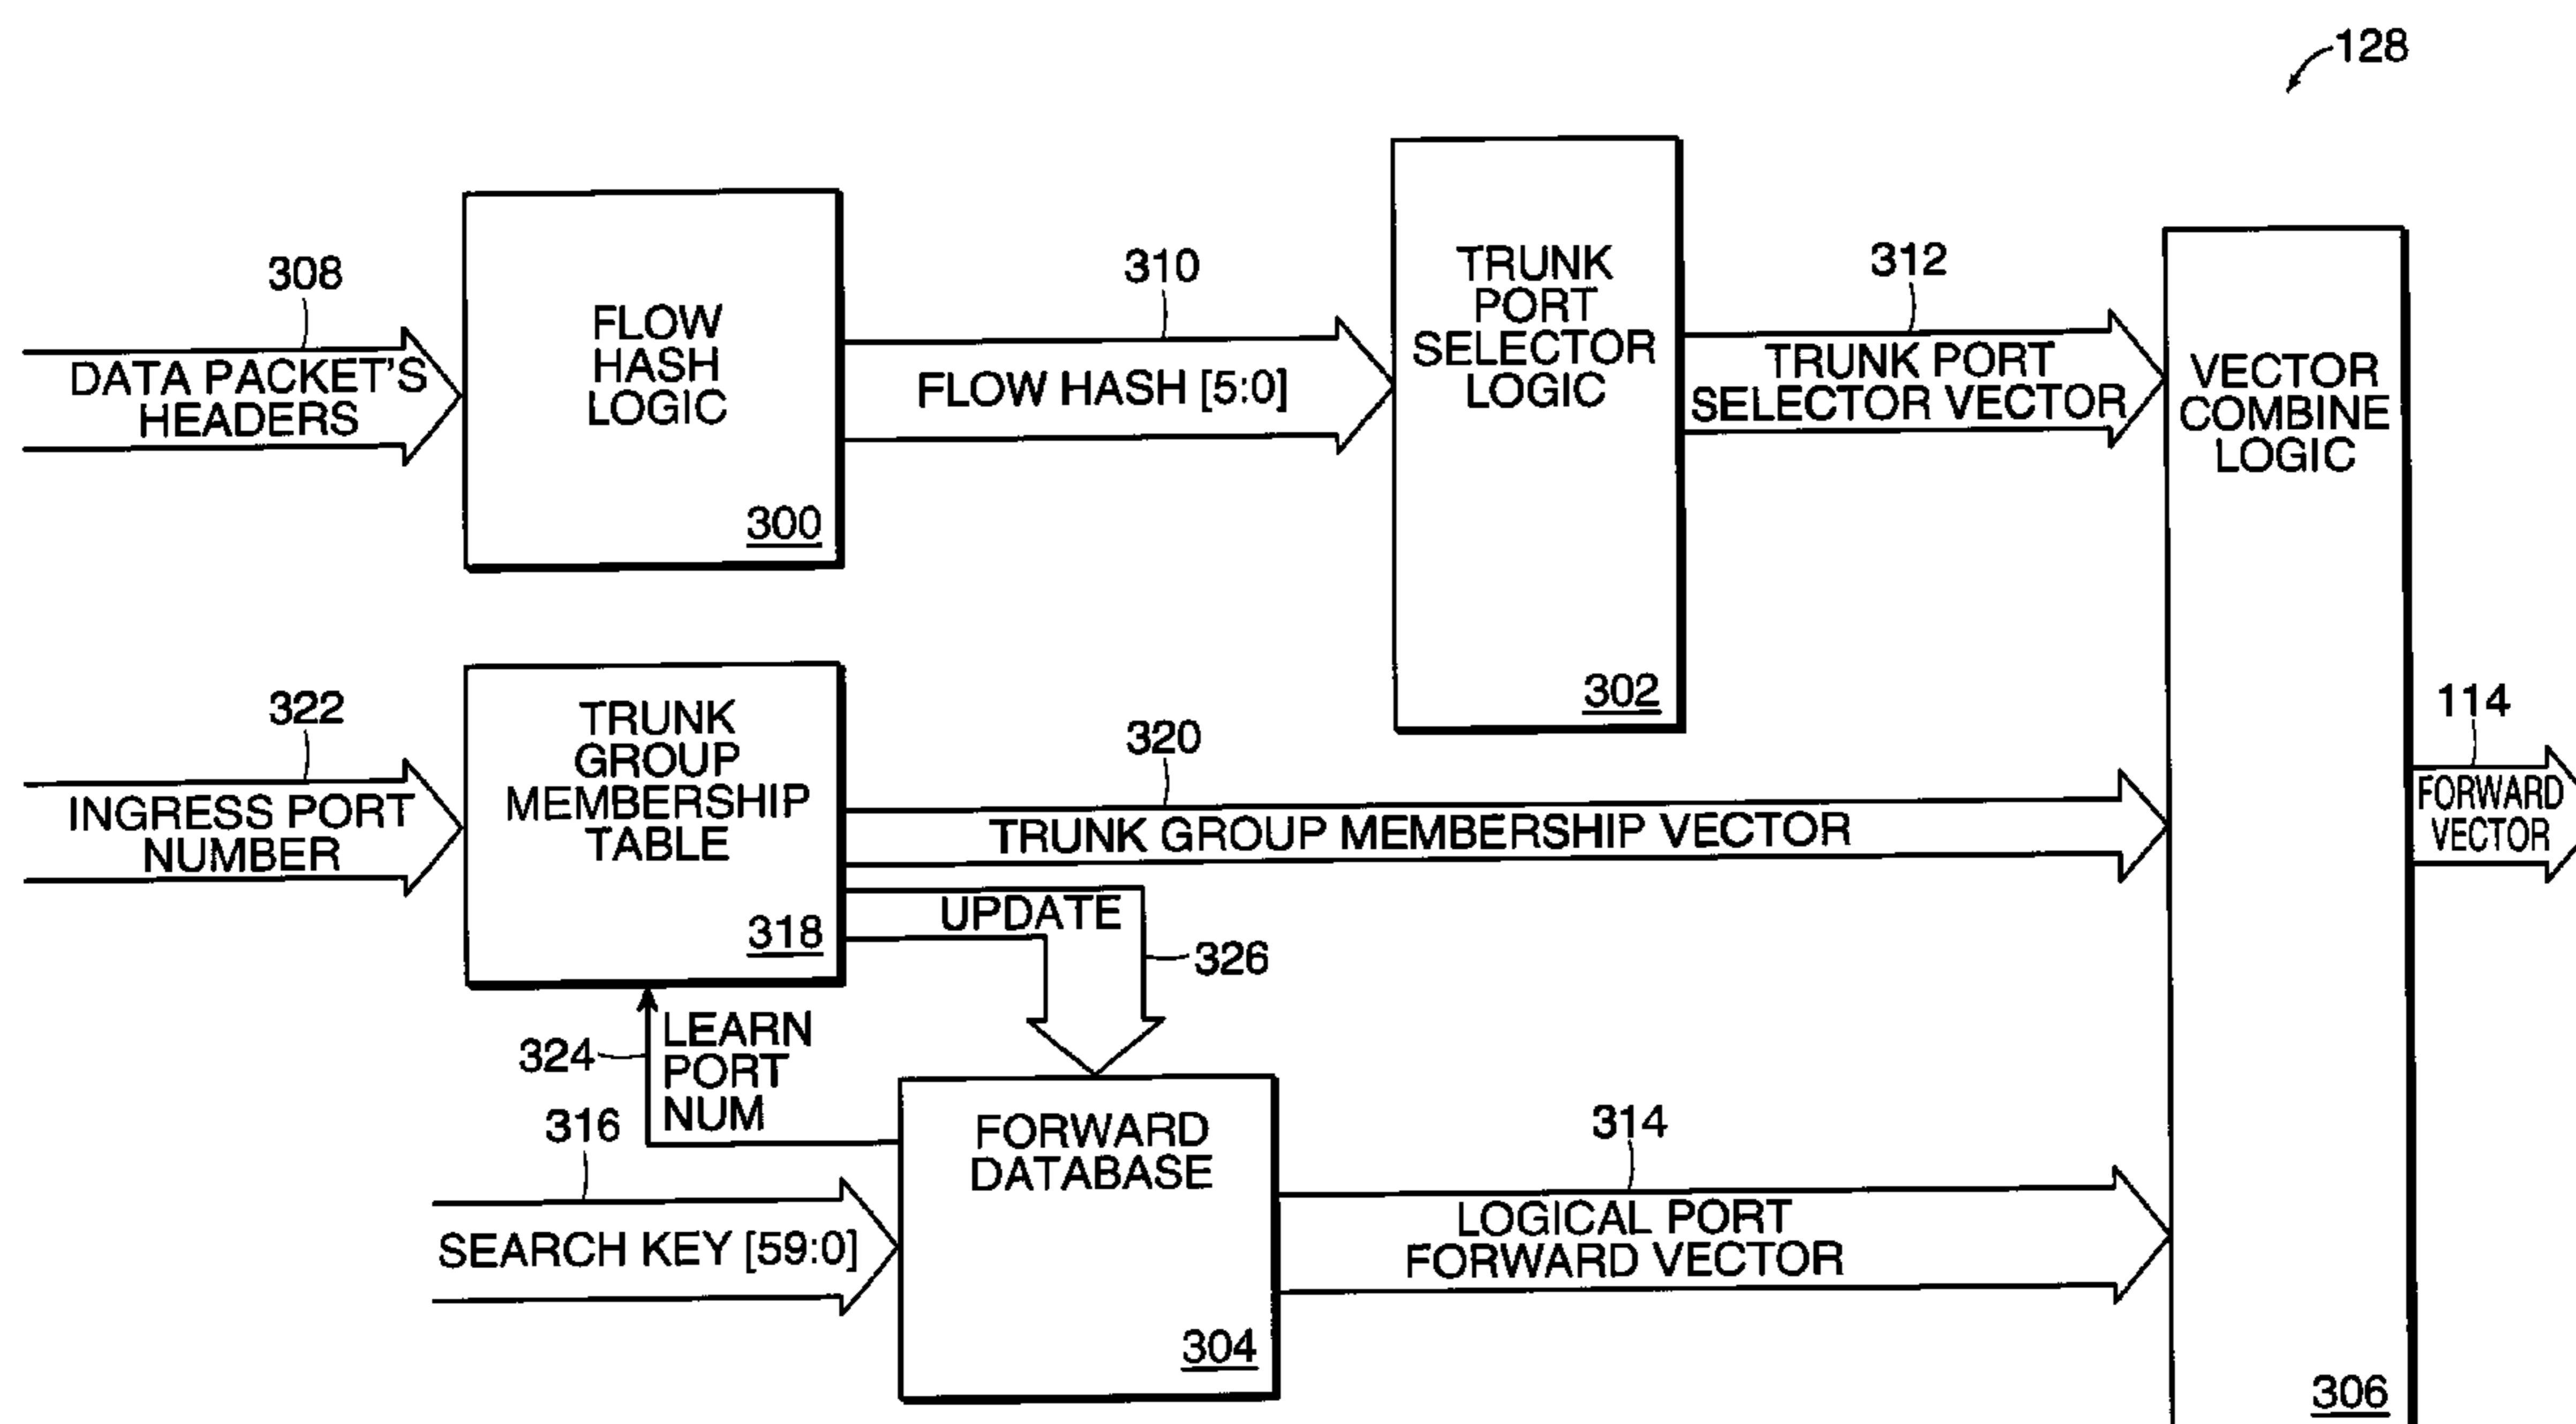 128
308
DATA PACKET'S
HEADERS
FLOW
HASH
LOGIC
300
310
FLOW HASH [5:0]
TRUNK
PORT
SELECTOR
LOGIC
302
312
TRUNK PORT
SELECTOR VECTOR
VECTOR
COMBINE
LOGIC
306
322
INGRESS PORT
NUMBER
TRUNK
GROUP
MEMBERSHIP
TABLE
318
320
TRUNK GROUP MEMBERSHIP VECTOR
114
FORWARD
VECTOR
UPDATE
326
324
LEARN
PORT
NUM
316
SEARCH KEY [59:0]
FORWARD
DATABASE
304
314
LOGICAL PORT
FORWARD VECTOR